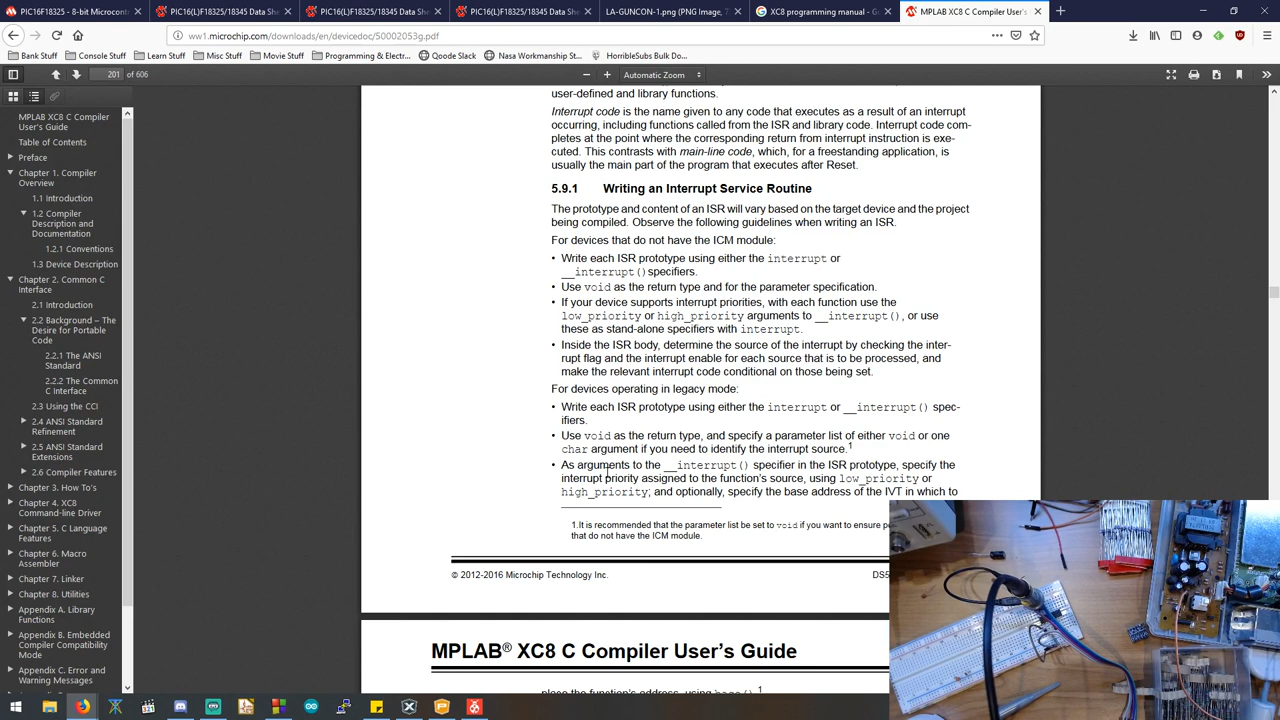 PIC16F18325 - 8-bit Microcont
PIC16(L)F18325/18345 Data She
PIC16(L)F18325/18345 Data She
PIC16(L)F18325/18345 Data She
LA-GUNCON-1.png (PNG Image, 7
XC8 programming manual - Goo
MPLAB XC8 C Compiler User's
ww1.microchip.com/downloads/en/devicedoc/50002053g.pdf
Bank Stuff
Console Stuff
Learn Stuff
Misc Stuff
Movie Stuff
Programming & Electr...
Qoode Slack
Nasa Workmanship St...
HorribleSubs Bulk Do...
201 of 606
Automatic Zoom
MPLAB XC8 C Compiler
User's Guide
Table of Contents
Preface
Chapter 1. Compiler
Overview
1.1 Introduction
1.2 Compiler
Description and
Documentation
1.2.1 Conventions
1.3 Device Description
Chapter 2. Common C
Interface
2.1 Introduction
2.2 Background – The
Desire for Portable
Code
2.2.1 The ANSI
Standard
2.2.2 The Common
C Interface
2.3 Using the CCI
2.4 ANSI Standard
Refinement
2.5 ANSI Standard
Extensions
2.6 Compiler Features
Chapter 3. How To's
Chapter 4. XC8
Command-line Driver
Chapter 5. C Language
Features
Chapter 6. Macro
Assembler
Chapter 7. Linker
Chapter 8. Utilities
Appendix A. Library
Functions
Appendix B. Embedded
Compiler Compatibility
Mode
Appendix C. Error and
Warning Messages
user-defined and library functions.
Interrupt code is the name given to any code that executes as a result of an interrupt
occurring, including functions called from the ISR and library code. Interrupt code com-
pletes at the point where the corresponding return from interrupt instruction is exe-
cuted. This contrasts with main-line code, which, for a freestanding application, is
usually the main part of the program that executes after Reset.
5.9.1 Writing an Interrupt Service Routine
The prototype and content of an ISR will vary based on the target device and the project
being compiled. Observe the following guidelines when writing an ISR.
For devices that do not have the ICM module:
• Write each ISR prototype using either the interrupt or
__interrupt() specifiers.
• Use void as the return type and for the parameter specification.
• If your device supports interrupt priorities, with each function use the
low_priority or high_priority arguments to __interrupt(), or use
these as stand-alone specifiers with interrupt.
• Inside the ISR body, determine the source of the interrupt by checking the inter-
rupt flag and the interrupt enable for each source that is to be processed, and
make the relevant interrupt code conditional on those being set.
For devices operating in legacy mode:
• Write each ISR prototype using either the interrupt or __interrupt() spec-
ifiers.
• Use void as the return type, and specify a parameter list of either void or one
char argument if you need to identify the interrupt source.1
• As arguments to the __interrupt() specifier in the ISR prototype, specify the
interrupt priority assigned to the function's source, using low_priority or
high_priority, and optionally, specify the base address of the IVT in which to
1.It is recommended that the parameter list be set to void if you want to ensure po
that do not have the ICM module.
© 2012-2016 Microchip Technology Inc.
DS5
MPLAB® XC8 C Compiler User's Guide
place the function's address, using base().1